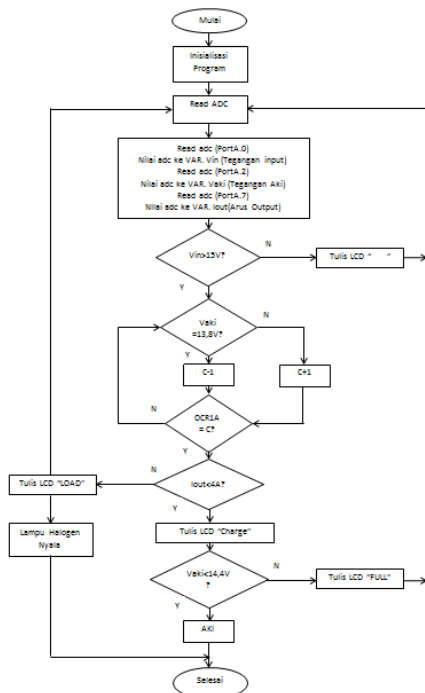 Mulai
Inisialisasi
Program
Read ADC
Read adc (PortA.0)
Nilai adc ke VAR. Vin (Tegangan input)
Read adc (PortA.2)
Nilai adc ke VAR. Vaki (Tegangan Aki)
Read adc (PortA.7)
Nilai adc ke VAR. Iout(Arus Output)
Vin>15V?
N
Tulis LCD “ ”
Y
Vaki
=13,8V?
N
Y
C-1
C+1
OCR1A
= C?
N
Y
Iout<4A?
N
Tulis LCD "LOAD"
Y
Lampu Halogen
Nyala
Tulis LCD “Charge”
Vaki<14,4V
?
N
Tulis LCD “FULL”
Y
AKI
Selesai